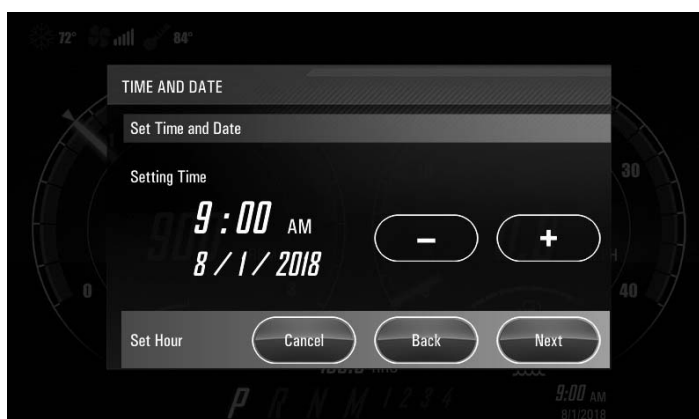 72° 84°
TIME AND DATE
Set Time and Date
Setting Time
30
9:00 AM
- +
8/1/2018
0 40
Set Hour Cancel Back Next
HRS
P R N M 1 2 3 4
9:00 AM
8/1/2018